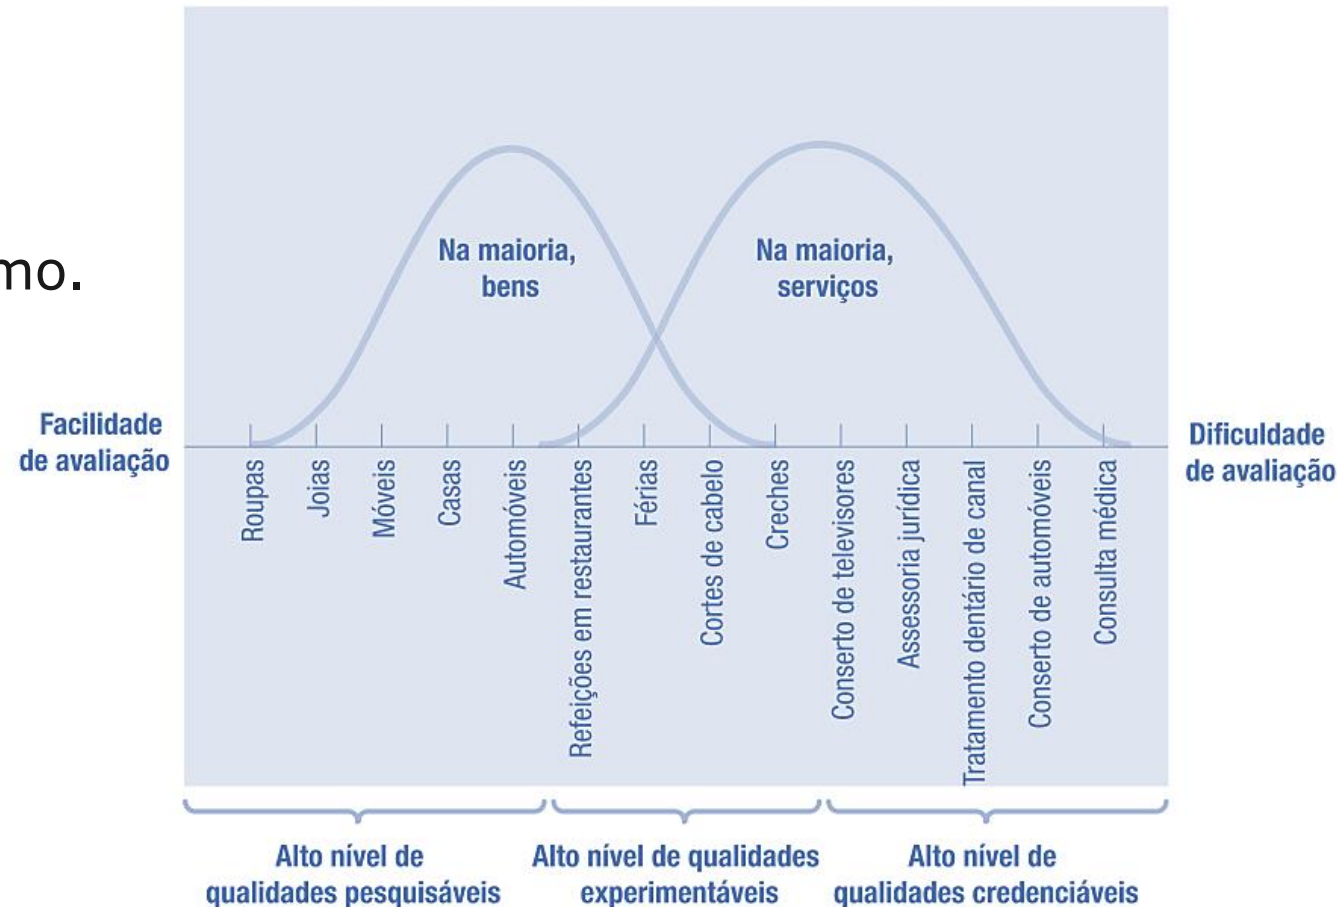 mo.
Na maioria,
bens
Na maioria,
serviços
Facilidade
de avaliação
Dificuldade
de avaliação
Roupas
Joias
Móveis
Casas
Automóveis
Refeições em restaurantes
Férias
Cortes de cabelo
Creches
Conserto de televisores
Assessoria jurídica
Tratamento dentário de canal
Conserto de automóveis
Consulta médica
Alto nível de
qualidades pesquisáveis
Alto nível de qualidades
experimentáveis
Alto nível de
qualidades credenciáveis